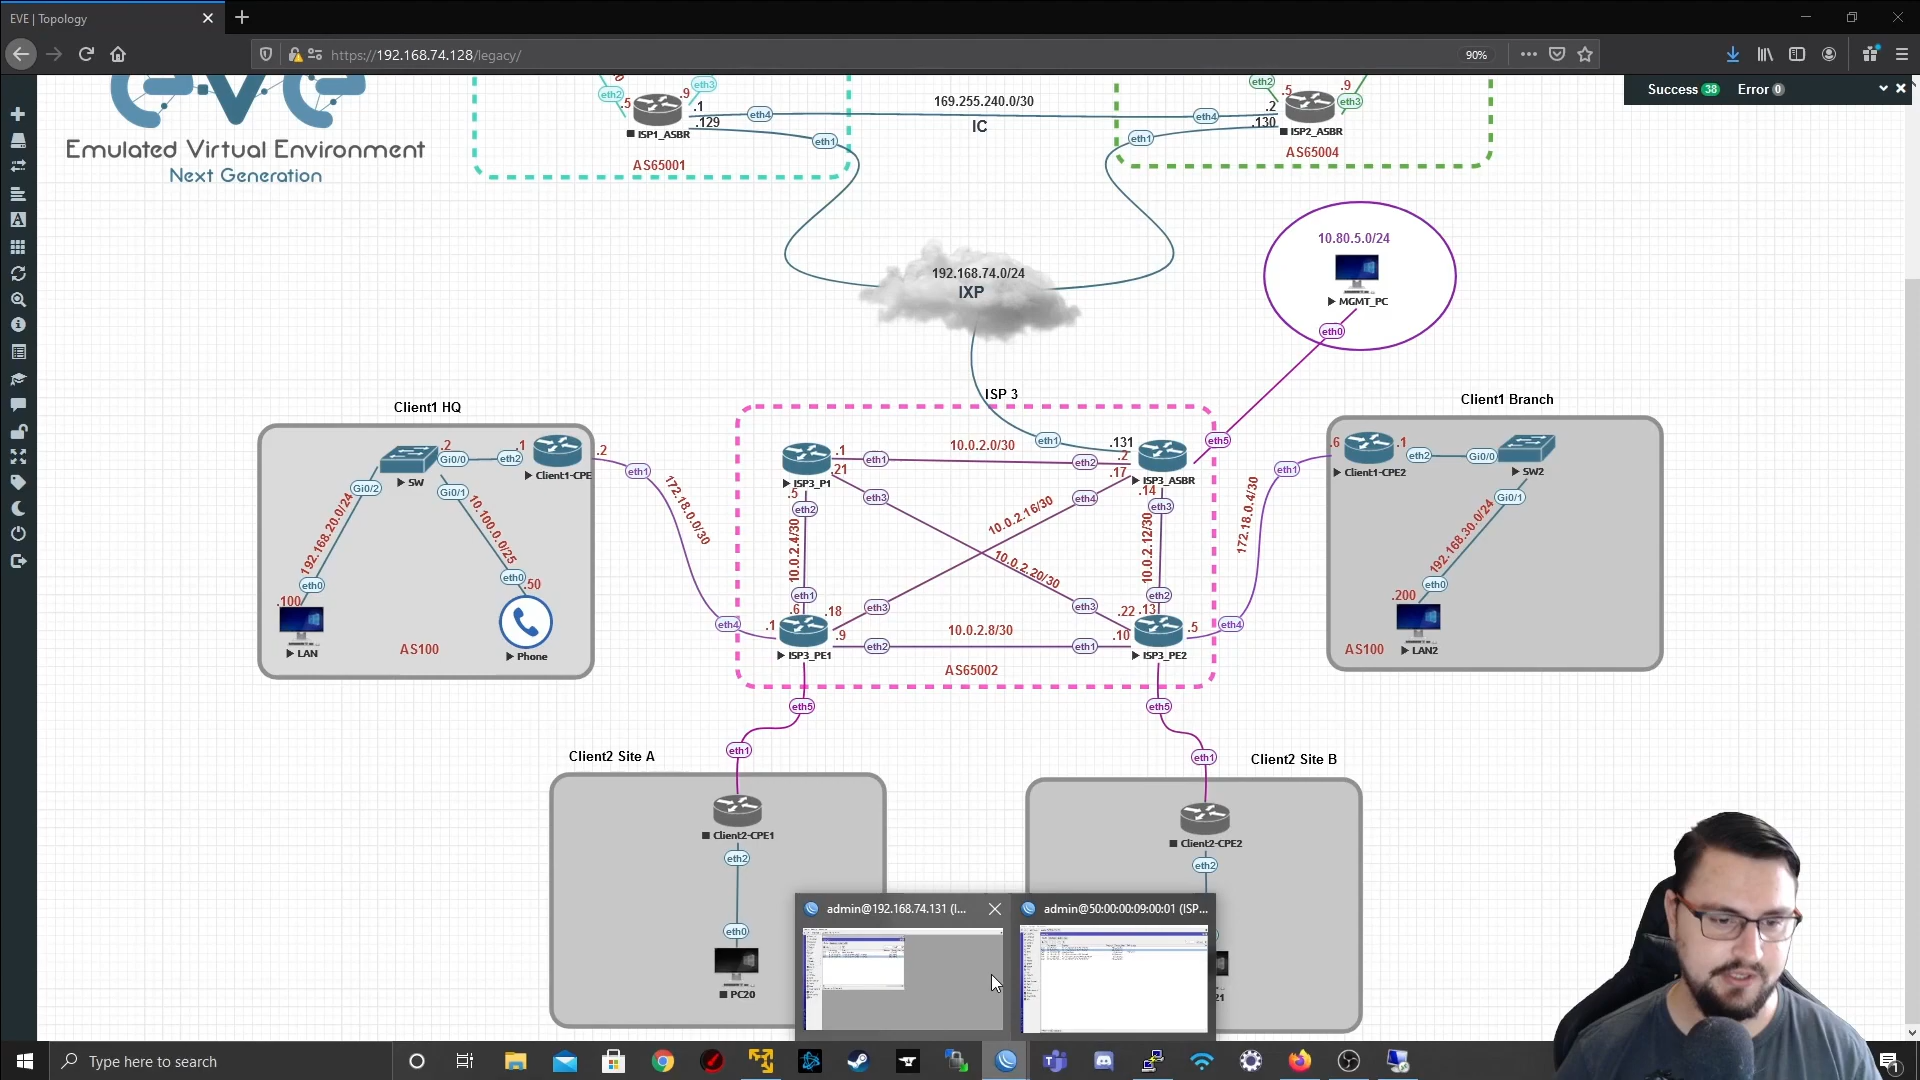 EVE | Topology
https://192.168.74.128/legacy/
90%
Success 38 Error 0
eVe
Emulated Virtual Environment
Next Generation
eth2
.5
.9
eth3
ISP1_ASBR
.1
.129
eth4
eth1
AS65001
169.255.240.0/30
IC
eth2
.5
.9
eth3
eth4
.2
.130
eth1
ISP2_ASBR
AS65004
192.168.74.0/24
IXP
10.80.5.0/24
MGMT_PC
eth0
ISP 3
Client1 HQ
Client1 Branch
SW
.2
Gi0/0
eth2
.1
Client1-CPE
.2
eth1
Gi0/2
Gi0/1
192.168.20.0/24
10.100.0.0/25
eth0
.100
LAN
AS100
eth0
.50
Phone
172.18.0.0/30
eth4
ISP3_P1
.1
.21
.5
eth1
eth2
eth3
10.0.2.0/30
eth1
.131
eth2
.2
ISP3_ASBR
.17
.14
eth4
eth3
eth5
10.0.2.4/30
10.0.2.16/30
10.0.2.20/30
10.0.2.12/30
eth1
.6
.18
eth3
.1
.9
eth2
ISP3_PE1
10.0.2.8/30
eth3
eth2
.22
.13
.10
eth1
.5
eth4
ISP3_PE2
AS65002
172.18.0.4/30
eth1
.6
.1
Client1-CPE2
eth2
Gi0/0
SW2
Gi0/1
192.168.30.0/24
eth0
.200
AS100
LAN2
eth5
eth1
eth5
eth1
Client2 Site A
Client2 Site B
Client2-CPE1
eth2
eth0
PC20
Client2-CPE2
eth2
21
admin@192.168.74.131 (I...
admin@50:00:00:09:00:01 (ISP...
Type here to search
1